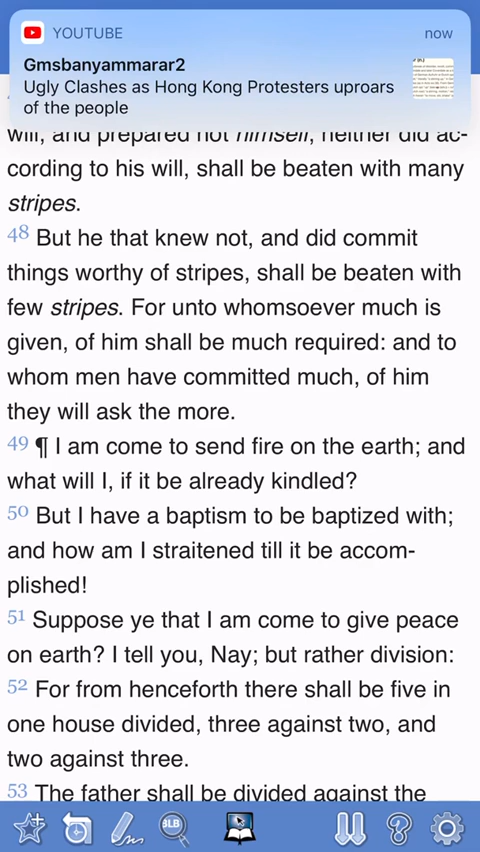 YOUTUBE
now
Gmsbanyammarar2
Ugly Clashes as Hong Kong Protesters uproars
of the people
will, and prepared not himself, neither did ac-
cording to his will, shall be beaten with many
stripes.
48 But he that knew not, and did commit
things worthy of stripes, shall be beaten with
few stripes. For unto whomsoever much is
given, of him shall be much required: and to
whom men have committed much, of him
they will ask the more.
49 ¶ I am come to send fire on the earth; and
what will I, if it be already kindled?
50 But I have a baptism to be baptized with;
and how am I straitened till it be accom-
plished!
51 Suppose ye that I am come to give peace
on earth? I tell you, Nay; but rather division:
52 For from henceforth there shall be five in
one house divided, three against two, and
two against three.
53 The father shall be divided against the
BLB